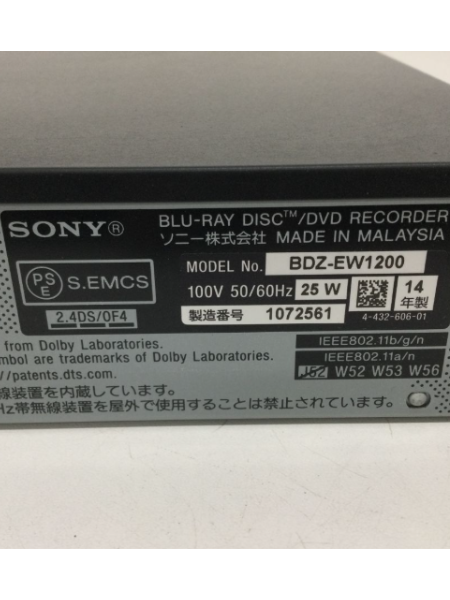 SONY®
BLU-RAY DISC™/DVD RECORDER
ソニー株式会社 MADE IN MALAYSIA
MODEL No. BDZ-EW1200
PSE S.EMCS
100V 50/60Hz 25 W
14年製
2.4DS/OF4
製造番号 1072561
4-432-606-01
from Dolby Laboratories.
mbol are trademarks of Dolby Laboratories.
//patents.dts.com.
IEEE802.11b/g/n
IEEE802.11a/n
J52 W52 W53 W56
線装置を内蔵しています。
Hz帯無線装置を屋外で使用することは禁止されています。